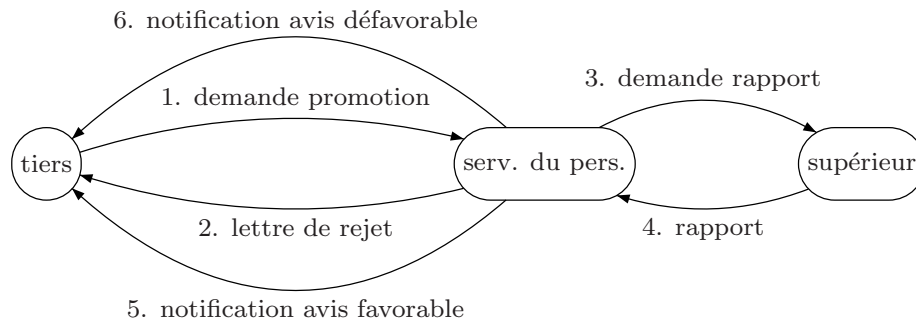 6. notification avis défavorable
1. demande promotion
3. demande rapport
tiers
serv. du pers.
supérieur
2. lettre de rejet
4. rapport
5. notification avis favorable